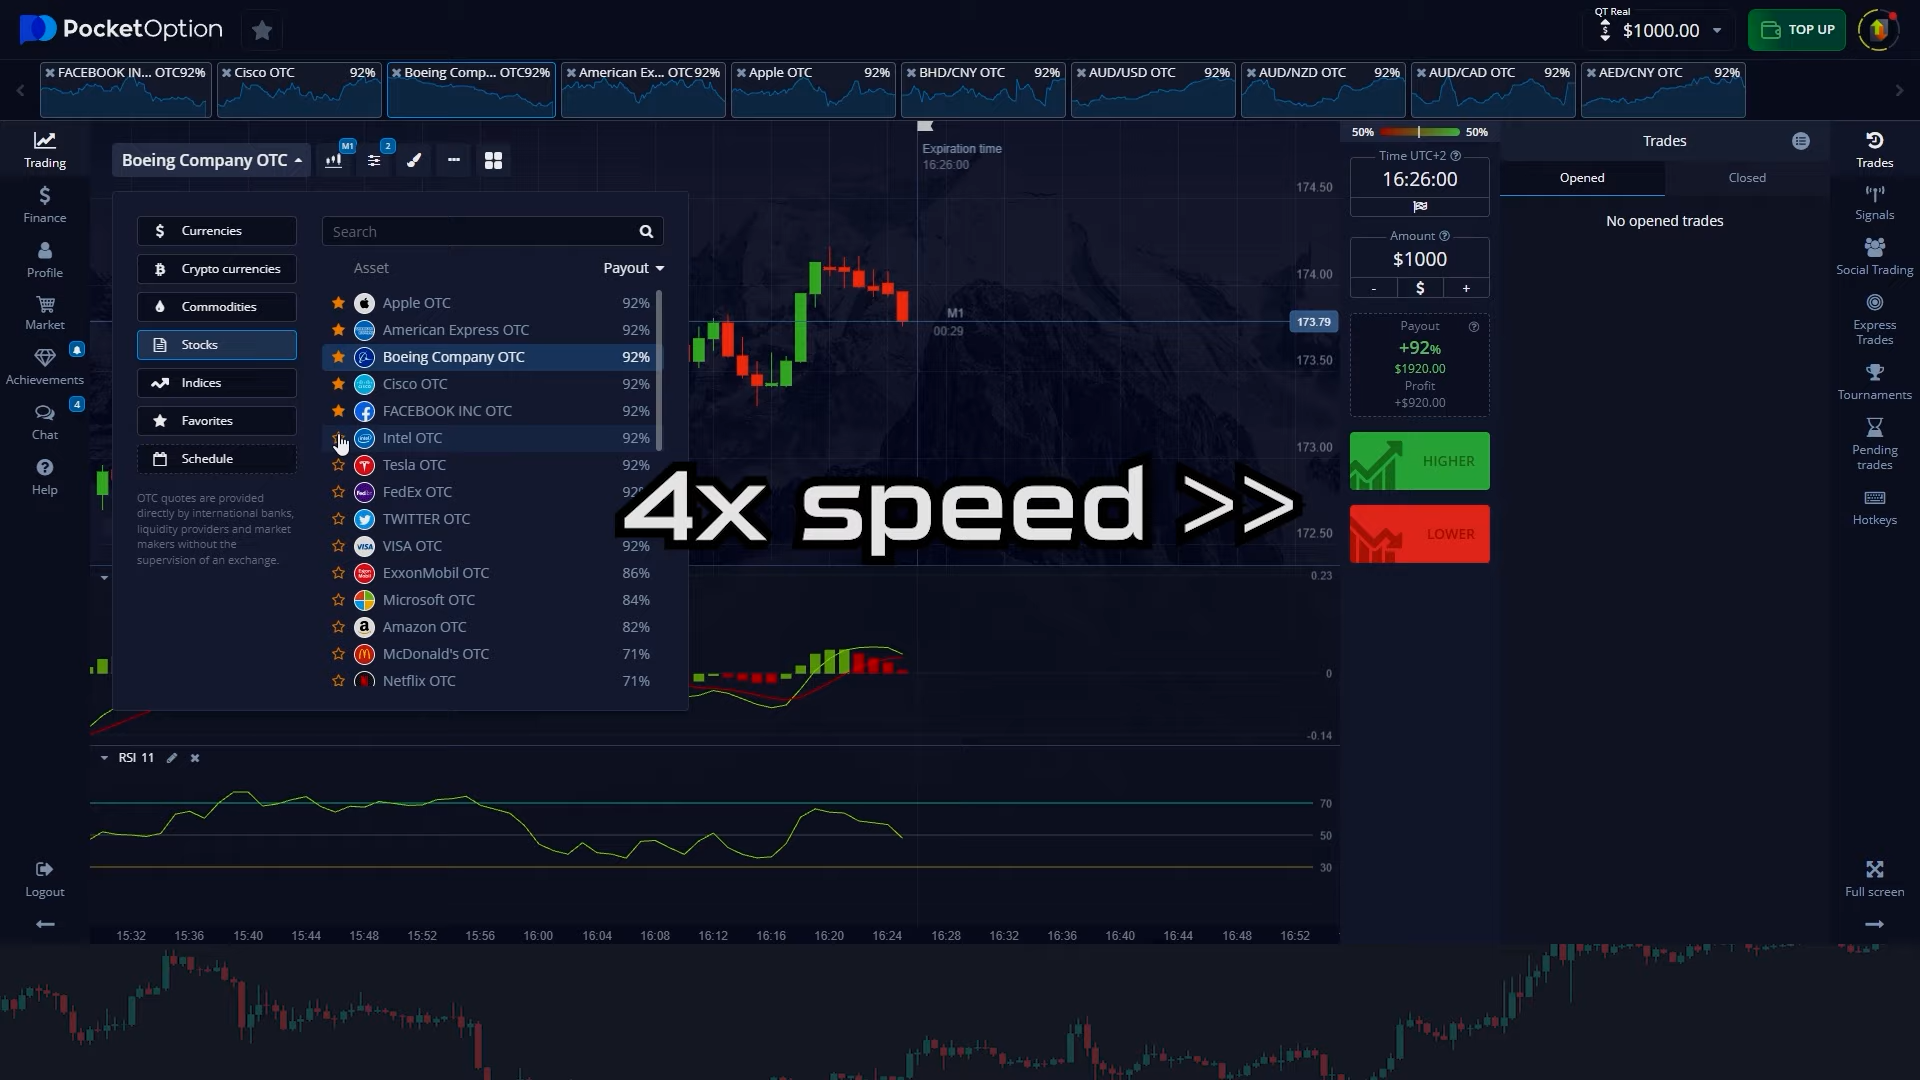 PocketOption
QT Real
$1000.00
TOP UP
FACEBOOK IN... OTC 92%
Cisco OTC 92%
Boeing Comp... OTC 92%
American Ex... OTC 92%
Apple OTC 92%
BHD/CNY OTC 92%
AUD/USD OTC 92%
AUD/NZD OTC 92%
AUD/CAD OTC 92%
AED/CNY OTC 92%
Trading
Finance
Profile
Market
Achievements
4
Chat
Help
Logout
Boeing Company OTC
M1
2
Currencies
Crypto currencies
Commodities
Stocks
Indices
Favorites
Schedule
OTC quotes are provided
directly by international banks,
liquidity providers and market
makers without the
supervision of an exchange.
Search
Asset Payout
Apple OTC 92%
American Express OTC 92%
Boeing Company OTC 92%
Cisco OTC 92%
FACEBOOK INC OTC 92%
Intel OTC 92%
Tesla OTC 92%
FedEx OTC 92%
TWITTER OTC
VISA OTC 92%
ExxonMobil OTC 86%
Microsoft OTC 84%
Amazon OTC 82%
McDonald's OTC 71%
Netflix OTC 71%
4x speed >>
Expiration time
16:26:00
M1
00:29
174.50
174.00
173.79
173.50
173.00
172.50
0.23
0
-0.14
RSI 11
70
50
30
15:32 15:36 15:40 15:44 15:48 15:52 15:56 16:00 16:04 16:08 16:12 16:16 16:20 16:24 16:28 16:32 16:36 16:40 16:44 16:48 16:52
50% 50%
Time UTC+2
16:26:00
Amount
$1000
- $ +
Payout
+92%
$1920.00
Profit
+$920.00
HIGHER
LOWER
Trades
Opened Closed
No opened trades
Trades
Signals
Social Trading
Express
Trades
Tournaments
Pending
trades
Hotkeys
Full screen